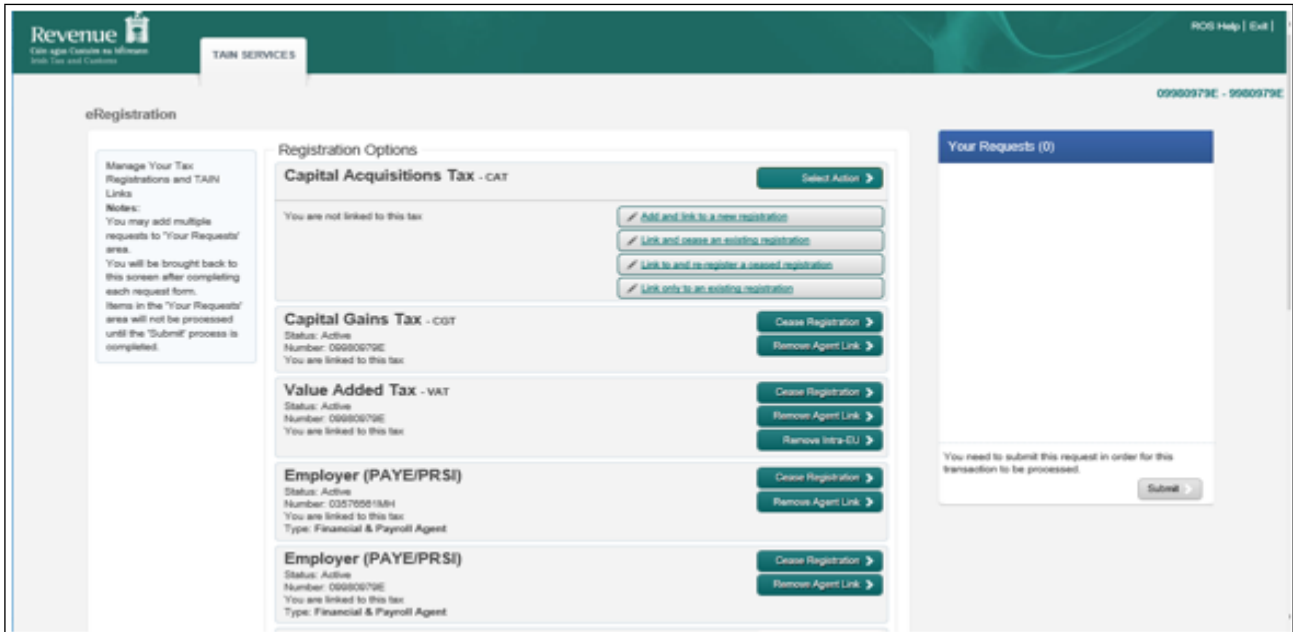 Revenue
Cáin agus Custaim na hÉireann
Irish Tax and Customs
TAIN SERVICES
ROS Help | Exit |
09980979E - 9980979E
eRegistration
Manage Your Tax
Registrations and TAIN
Links
Notes:
You may add multiple
requests to 'Your Requests'
area.
You will be brought back to
this screen after completing
each request form.
Items in the 'Your Requests'
area will not be processed
until the 'Submit' process is
completed.
Registration Options
Capital Acquisitions Tax - CAT
Select Action
You are not linked to this tax
Add and link to a new registration
Link and cease an existing registration
Link to and re-register a ceased registration
Link only to an existing registration
Capital Gains Tax - CGT
Status: Active
Number: 09980979E
You are linked to this tax
Cease Registration
Remove Agent Link
Value Added Tax - VAT
Status: Active
Number: 09980979E
You are linked to this tax
Cease Registration
Remove Agent Link
Remove Intra-EU
Employer (PAYE/PRSI)
Status: Active
Number:
You are linked to this tax
Type: Financial & Payroll Agent
Cease Registration
Remove Agent Link
Employer (PAYE/PRSI)
Status: Active
Number: 09980979E
You are linked to this tax
Type: Financial & Payroll Agent
Cease Registration
Remove Agent Link
Your Requests (0)
You need to submit this request in order for this
transaction to be processed.
Submit